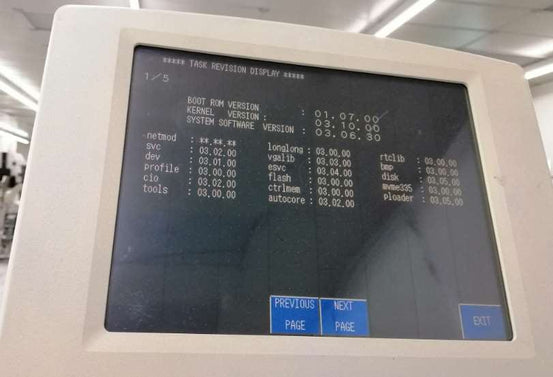 ***** TASK REVISION DISPLAY *****
1/5
BOOT ROM VERSION : 01.07.00
KERNEL VERSION : 03.10.00
SYSTEM SOFTWARE VERSION : 03.06.30
netmod : **.**.** longlong : 03.00.00 rtclib : 03.00.00
svc : 03.02.00 vgalib : 03.03.00 bmp : 03.00.00
dev : 03.01.00 esvc : 03.04.00 disk : 03.05.00
profile : 03.00.00 flash : 03.00.00 mvme335 : 03.00.00
cio : 03.02.00 ctrlmem : 03.00.00 ploader : 03.05.00
tools : 03.00.00 autocore : 03.02.00
PREVIOUS PAGE NEXT PAGE EXIT